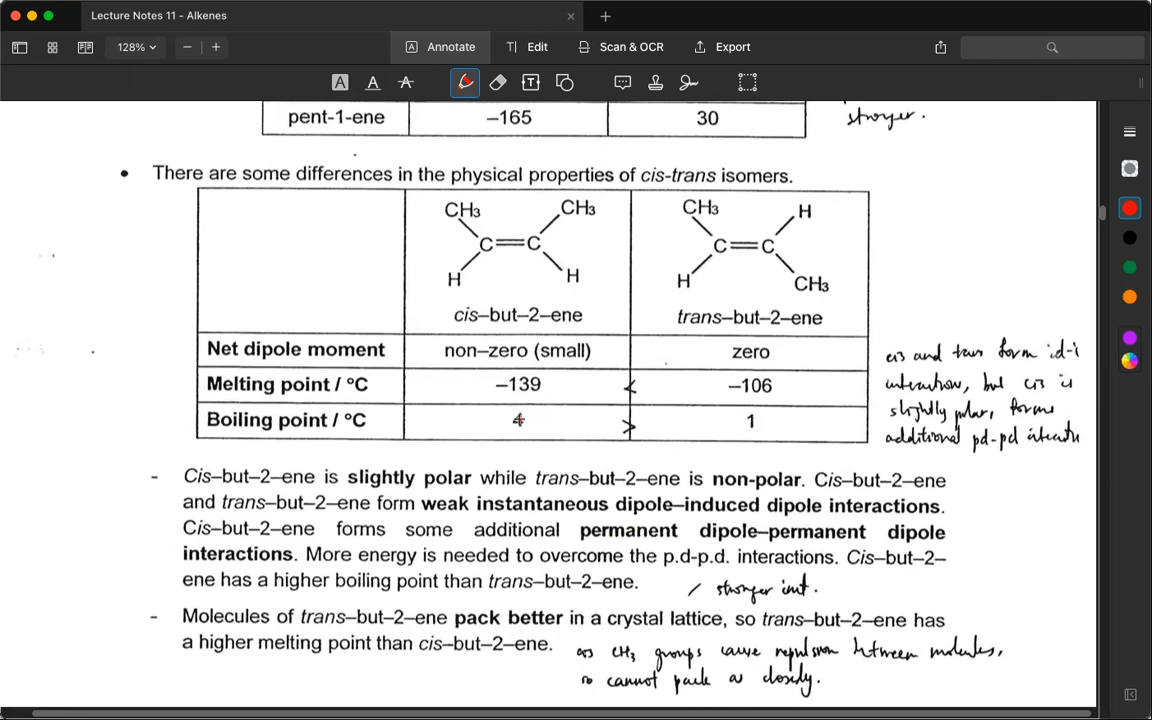 Lecture Notes 11 - Alkenes
128%
Annotate Edit Scan & OCR Export
pent-1-ene –165 30
stronger.
There are some differences in the physical properties of cis-trans isomers.
CH3 CH3 CH3 H
C=C C=C
H H H CH3
cis–but–2–ene trans–but–2–ene
Net dipole moment non–zero (small) zero
Melting point / °C –139 < –106
Boiling point / °C 4 > 1
cis and trans form id-i
interaction, but cis is
slightly polar, forms
additional pd-pd
- Cis–but–2–ene is slightly polar while trans–but–2–ene is non-polar. Cis–but–2–ene
and trans–but–2–ene form weak instantaneous dipole–induced dipole interactions.
Cis–but–2–ene forms some additional permanent dipole–permanent dipole
interactions. More energy is needed to overcome the p.d-p.d. interactions. Cis–but–2–
ene has a higher boiling point than trans–but–2–ene.
/ stronger imf.
- Molecules of trans–but–2–ene pack better in a crystal lattice, so trans–but–2–ene has
a higher melting point than cis–but–2–ene.
as CH3 groups cause repulsion between molecules,
so cannot pack as closely.